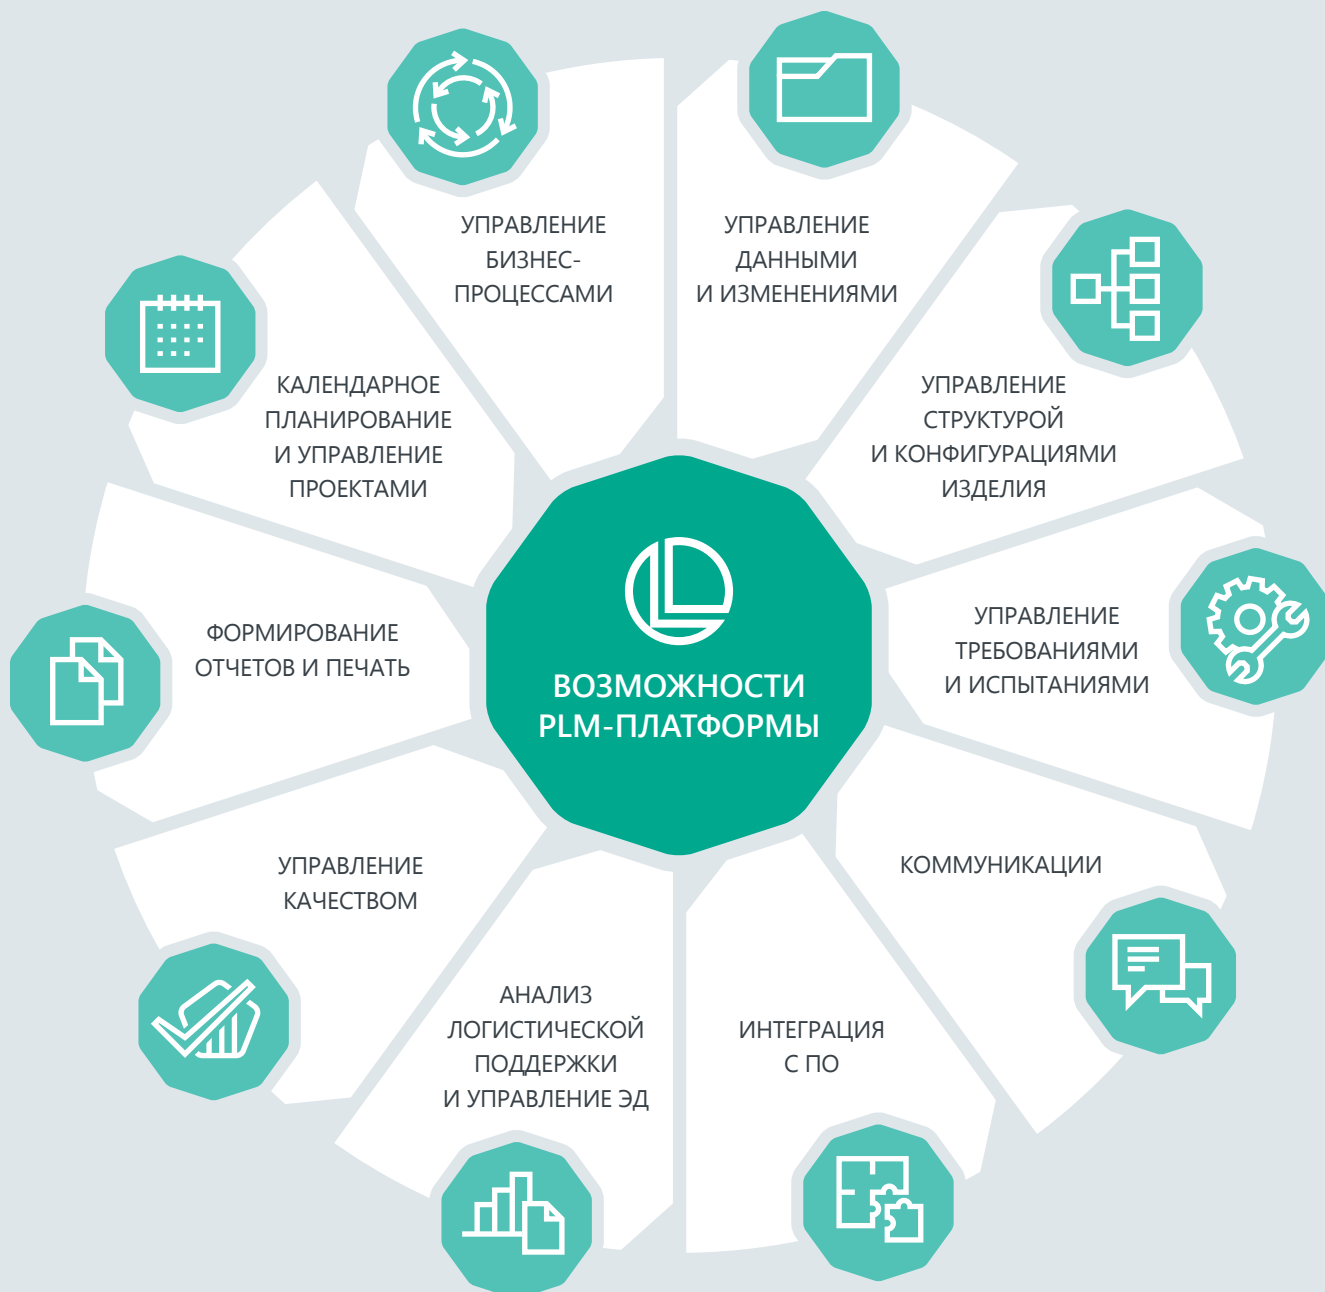 УПРАВЛЕНИЕ
БИЗНЕС-
ПРОЦЕССАМИ
УПРАВЛЕНИЕ
ДАННЫМИ
И ИЗМЕНЕНИЯМИ
УПРАВЛЕНИЕ
СТРУКТУРОЙ
И КОНФИГУРАЦИЯМИ
ИЗДЕЛИЯ
УПРАВЛЕНИЕ
ТРЕБОВАНИЯМИ
И ИСПЫТАНИЯМИ
КОММУНИКАЦИИ
ИНТЕГРАЦИЯ
С ПО
АНАЛИЗ
ЛОГИСТИЧЕСКОЙ
ПОДДЕРЖКИ
И УПРАВЛЕНИЕ ЭД
УПРАВЛЕНИЕ
КАЧЕСТВОМ
ФОРМИРОВАНИЕ
ОТЧЕТОВ И ПЕЧАТЬ
КАЛЕНДАРНОЕ
ПЛАНИРОВАНИЕ
И УПРАВЛЕНИЕ
ПРОЕКТАМИ
ВОЗМОЖНОСТИ
PLM-ПЛАТФОРМЫ